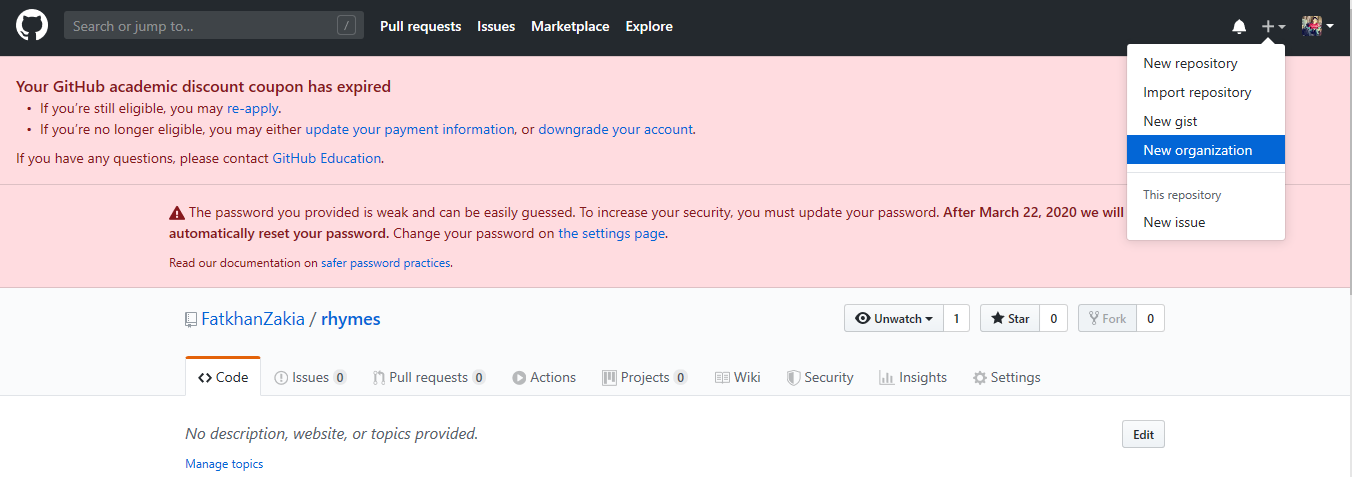 Search or jump to... / Pull requests Issues Marketplace Explore
New repository
Import repository
New gist
New organization
This repository
New issue
Your GitHub academic discount coupon has expired
• If you're still eligible, you may re-apply.
• If you're no longer eligible, you may either update your payment information, or downgrade your account.
If you have any questions, please contact GitHub Education.
The password you provided is weak and can be easily guessed. To increase your security, you must update your password. After March 22, 2020 we will
automatically reset your password. Change your password on the settings page.
Read our documentation on safer password practices.
FatkhanZakia / rhymes
Unwatch 1 Star 0 Fork 0
Code Issues 0 Pull requests 0 Actions Projects 0 Wiki Security Insights Settings
No description, website, or topics provided.
Edit
Manage topics